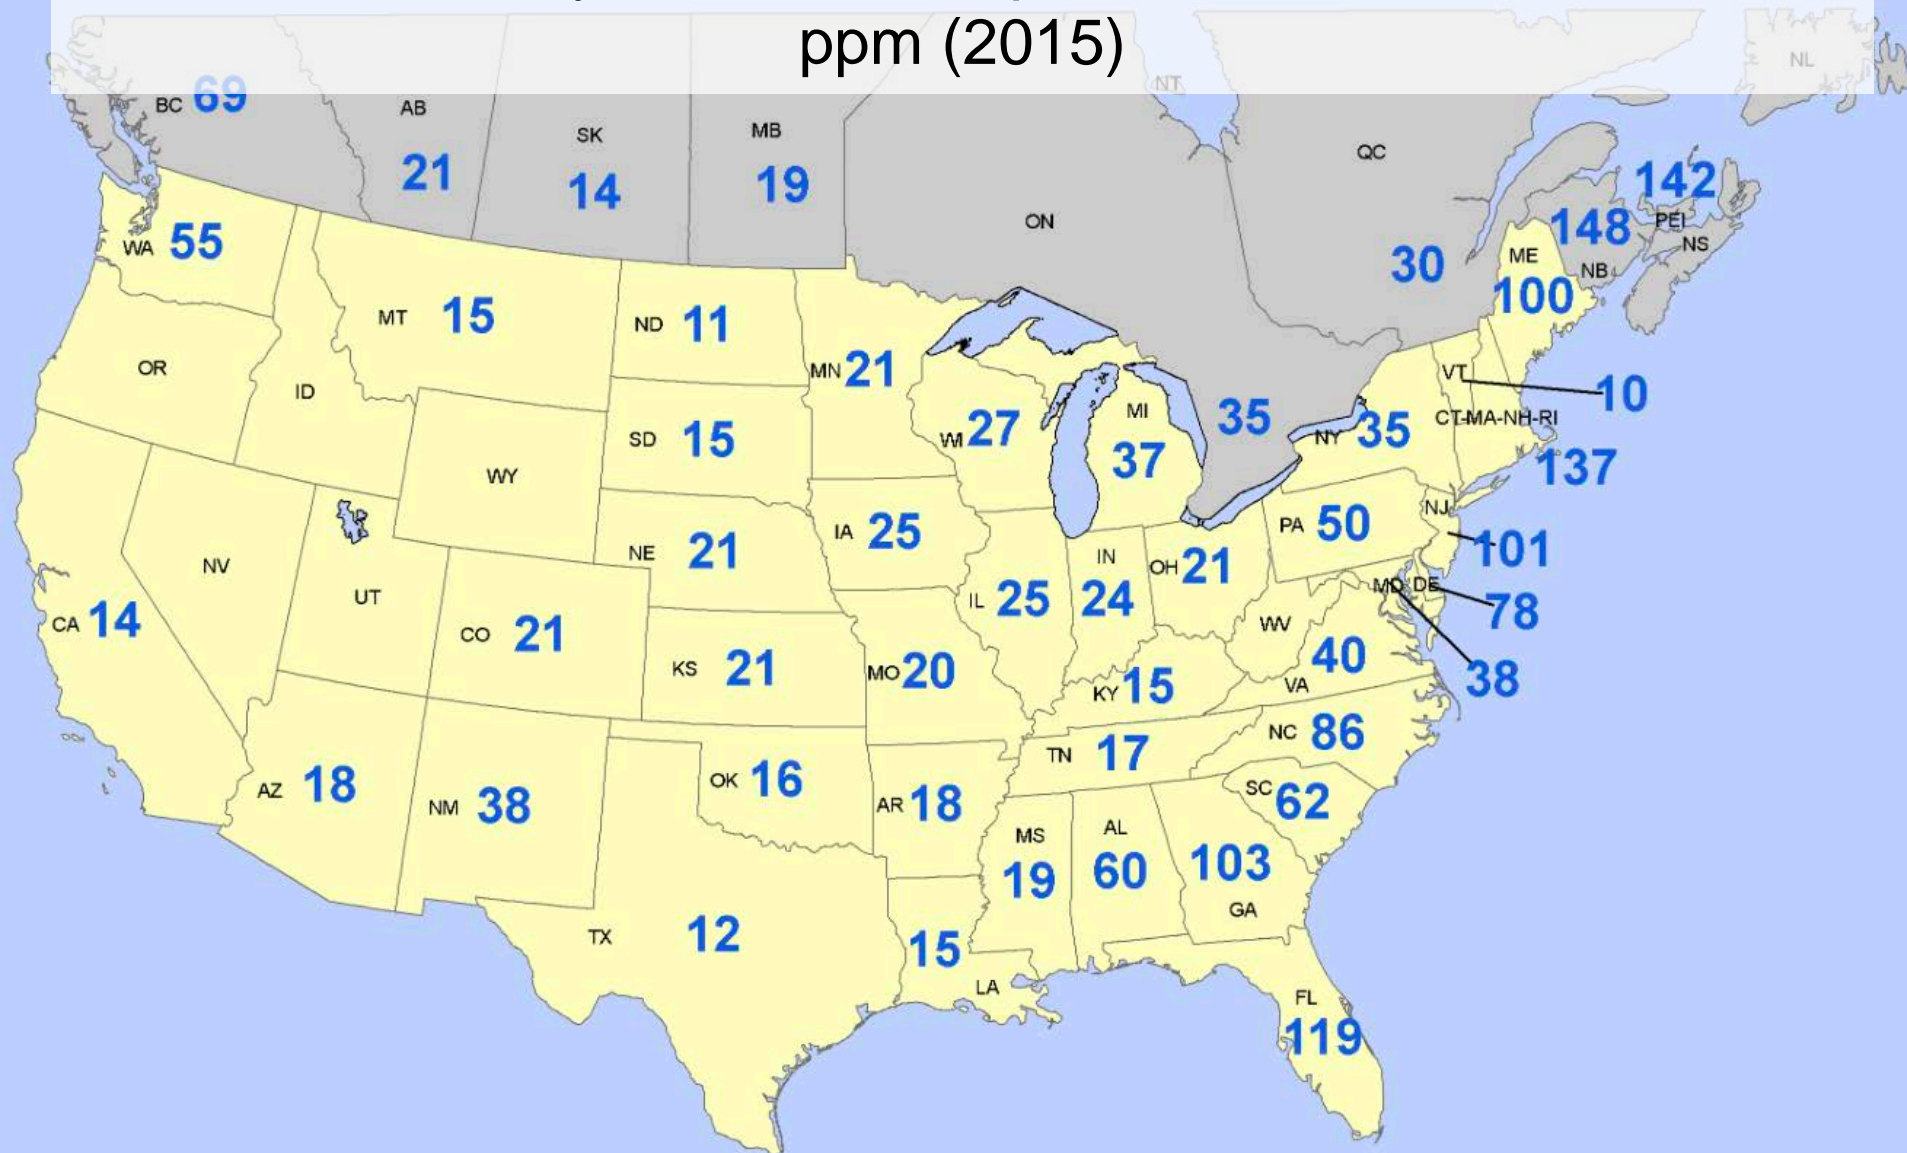 ppm (2015)
NT
NL
BC 69
AB
21
SK
14
MB
19
ON
QC
30
142
148
PEI
NS
NB
ME
100
WA 55
MT 15
ND 11
MN 21
OR
ID
WY
SD 15
WI 27
MI
37
35
NY 35
VT
10
CT-MA-NH-RI
137
NV
UT
NE 21
IA 25
IL 25
IN
24
OH 21
PA 50
NJ
101
MD DE
78
38
CA 14
CO 21
KS 21
MO 20
KY 15
WV
40
VA
AZ 18
NM 38
OK 16
AR 18
TN 17
NC 86
SC 62
MS
19
AL
60
103
GA
TX 12
15
LA
FL
119